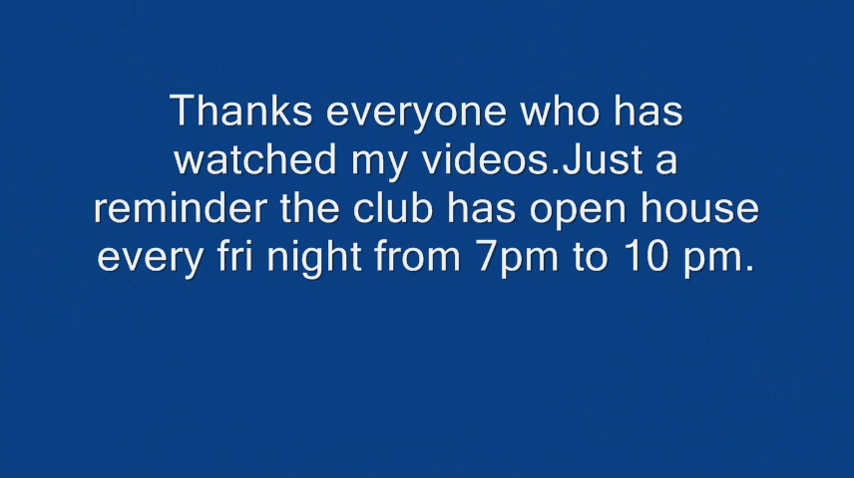 Thanks everyone who has
watched my videos.Just a
reminder the club has open house
every fri night from 7pm to 10 pm.